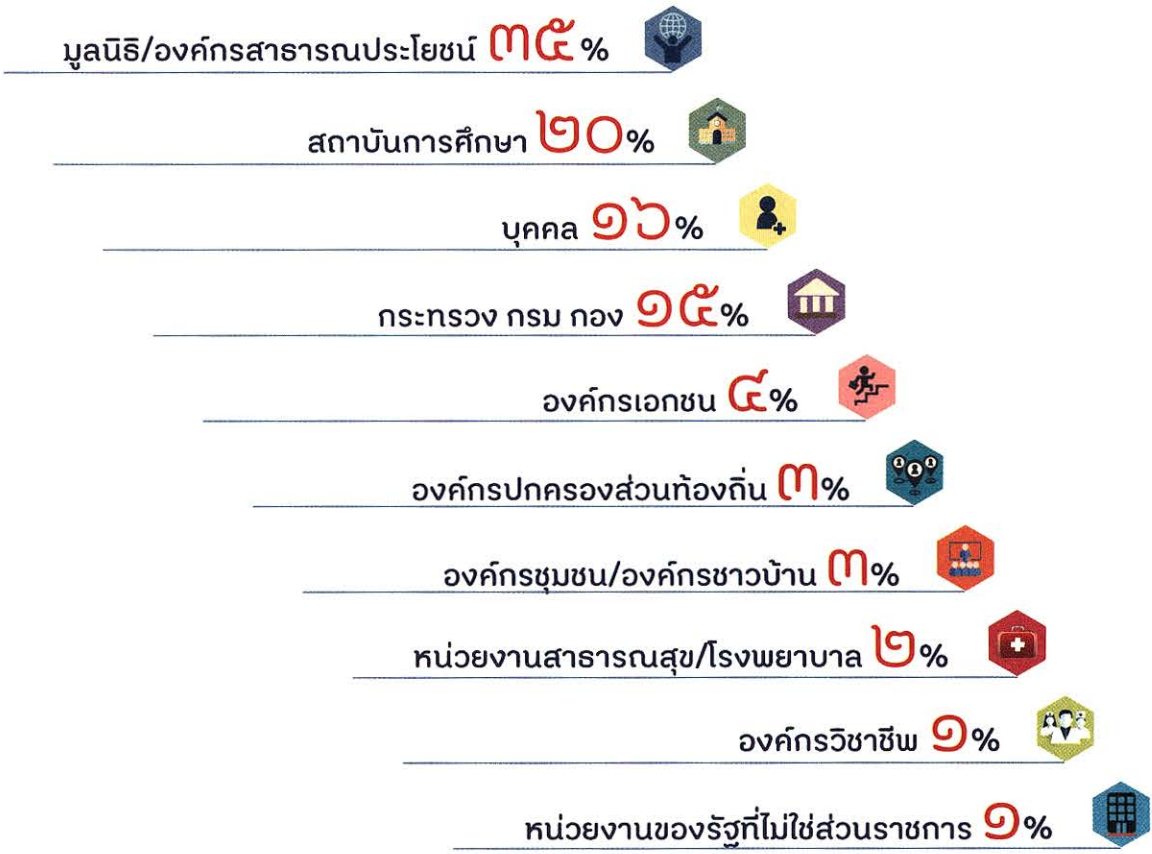 มูลนิธิ/องค์กรสาธารณประโยชน์ ๓๕%
สถาบันการศึกษา ๒๐%
บุคคล ๑๖%
กระทรวง กรม กอง ๑๕%
องค์กรเอกชน ๔%
องค์กรปกครองส่วนท้องถิ่น ๓%
องค์กรชุมชน/องค์กรชาวบ้าน ๓%
หน่วยงานสาธารณสุข/โรงพยาบาล ๒%
องค์กรวิชาชีพ ๑%
หน่วยงานของรัฐที่ไม่ใช่ส่วนราชการ ๑%